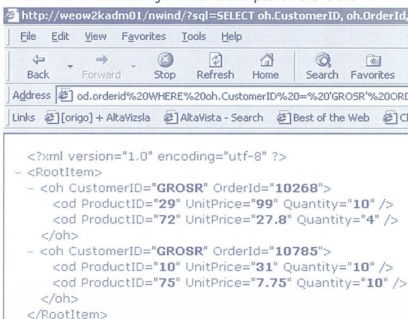 http://weow2kadm01/nwind/?sql=SELECT oh.CustomerID, oh.OrderId,
File Edit View Favorites Tools Help
Back Forward Stop Refresh Home Search Favorites
Address od.orderid%20WHERE%20oh.CustomerID%20=%20'GROSR'%20ORD
Links [origo] + AltaVizsla AltaVista - Search Best of the Web
<?xml version="1.0" encoding="utf-8" ?>
- <RootItem>
- <oh CustomerID="GROSR" OrderId="10268">
<od ProductID="29" UnitPrice="99" Quantity="10" />
<od ProductID="72" UnitPrice="27.8" Quantity="4" />
</oh>
- <oh CustomerID="GROSR" OrderId="10785">
<od ProductID="10" UnitPrice="31" Quantity="10" />
<od ProductID="75" UnitPrice="7.75" Quantity="10" />
</oh>
</RootItem>